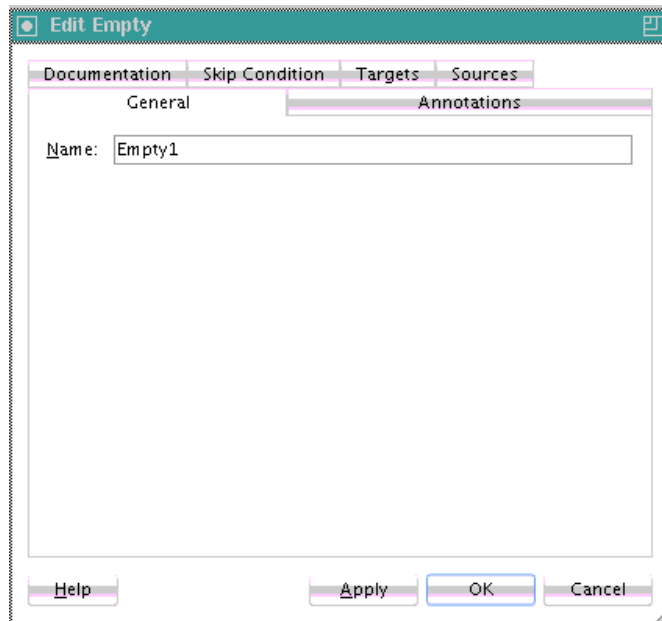 Edit Empty
Documentation Skip Condition Targets Sources
General Annotations
Name: Empty1
Help Apply OK Cancel